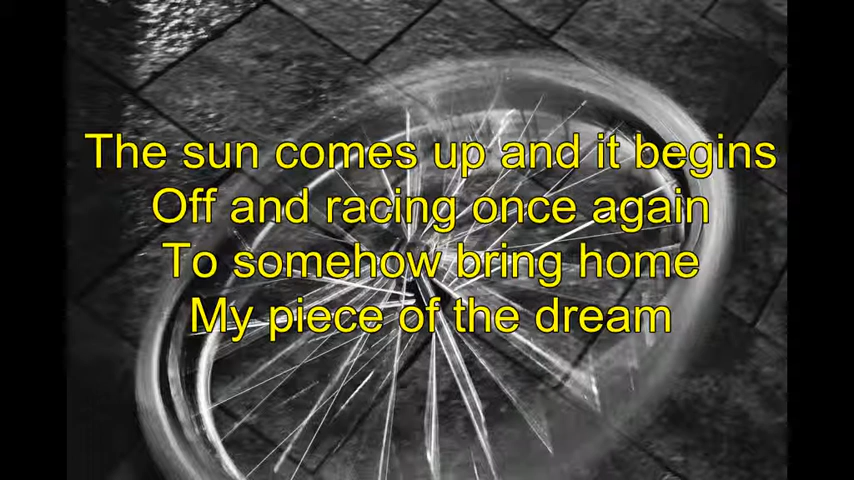 The sun comes up and it begins
Off and racing once again
To somehow bring home
My piece of the dream